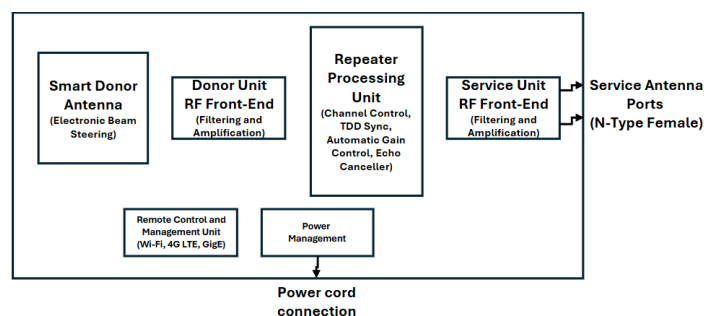 Smart Donor
Antenna
(Electronic Beam
Steering)
Donor Unit
RF Front-End
(Filtering and
Amplification)
Repeater
Processing
Unit
(Channel Control,
TDD Sync,
Automatic Gain
Control, Echo
Canceller)
Service Unit
RF Front-End
(Filtering and
Amplification)
Service Antenna
Ports
(N-Type Female)
Remote Control and
Management Unit
(Wi-Fi, 4G LTE, GigE)
Power
Management
Power cord
connection